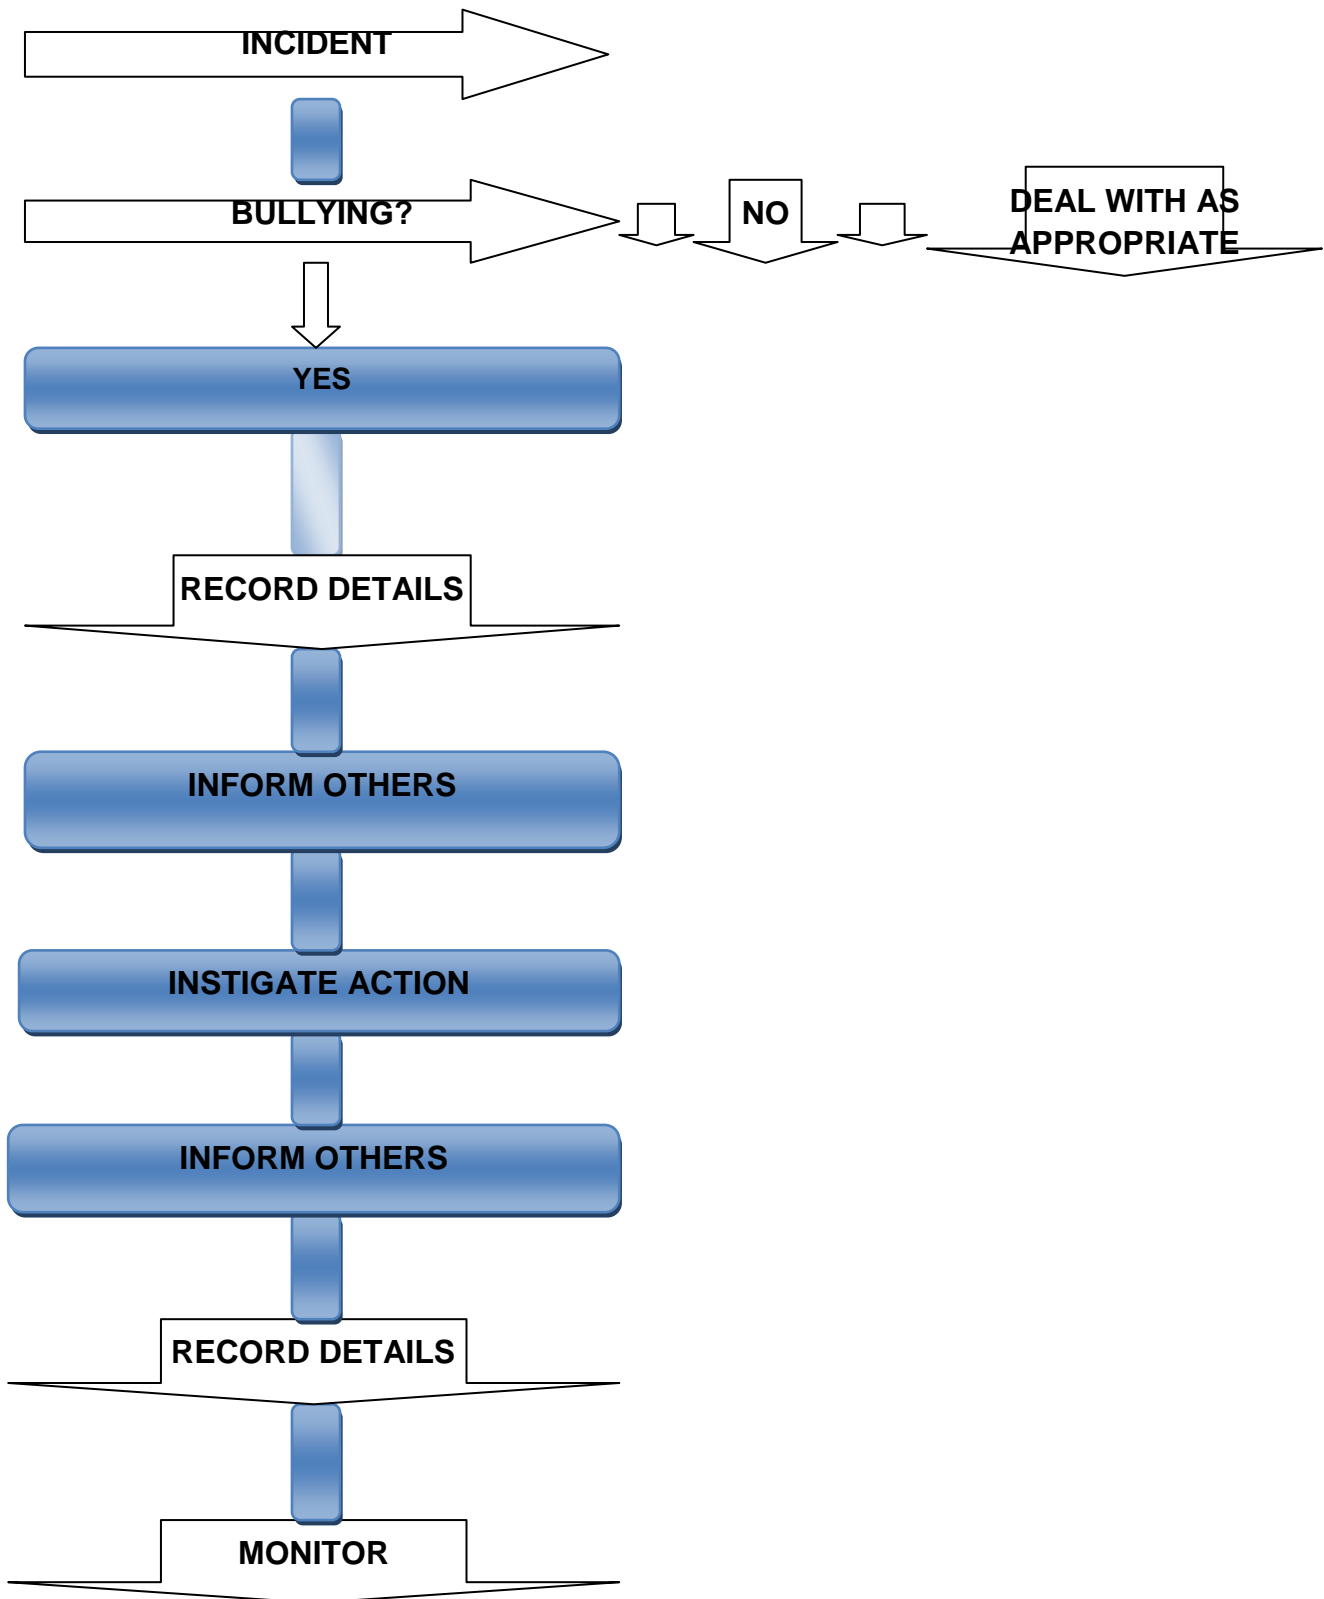 INCIDENT
BULLYING?
NO
DEAL WITH AS
APPROPRIATE
YES
RECORD DETAILS
INFORM OTHERS
INSTIGATE ACTION
INFORM OTHERS
RECORD DETAILS
MONITOR